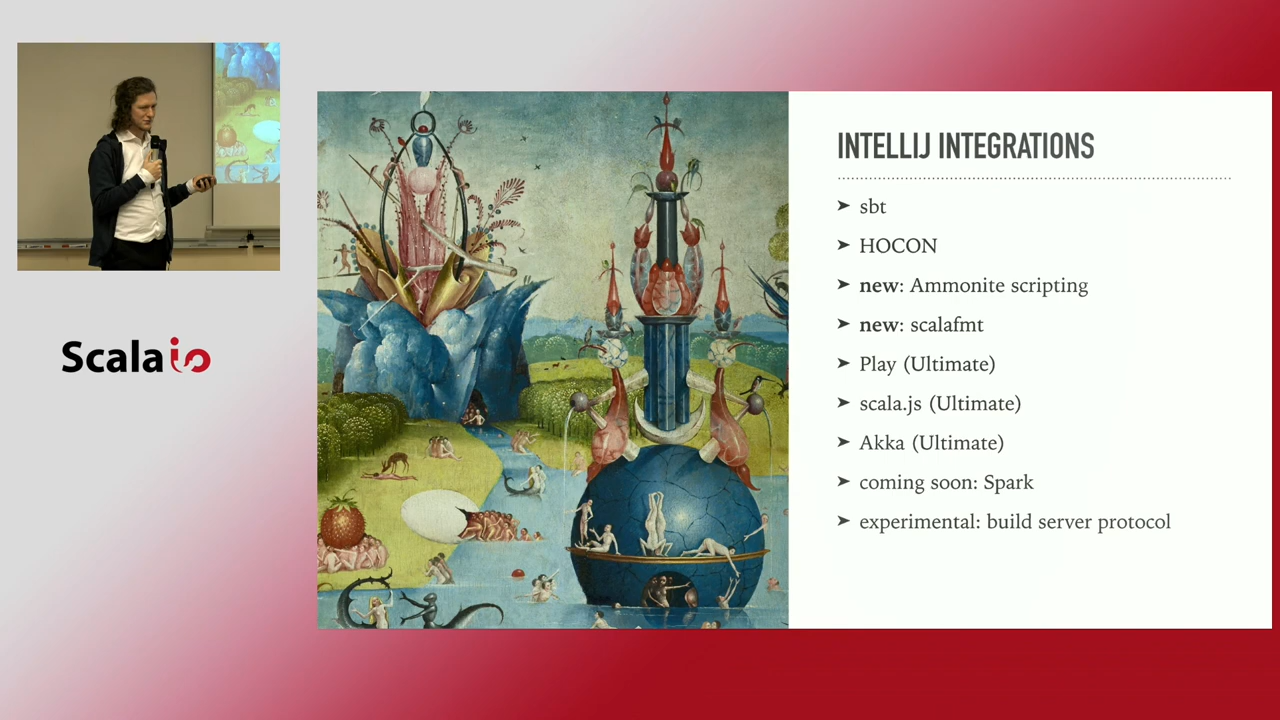 Scala io
INTELLIJ INTEGRATIONS
➤ sbt
➤ HOCON
➤ new: Ammonite scripting
➤ new: scalafmt
➤ Play (Ultimate)
➤ scala.js (Ultimate)
➤ Akka (Ultimate)
➤ coming soon: Spark
➤ experimental: build server protocol